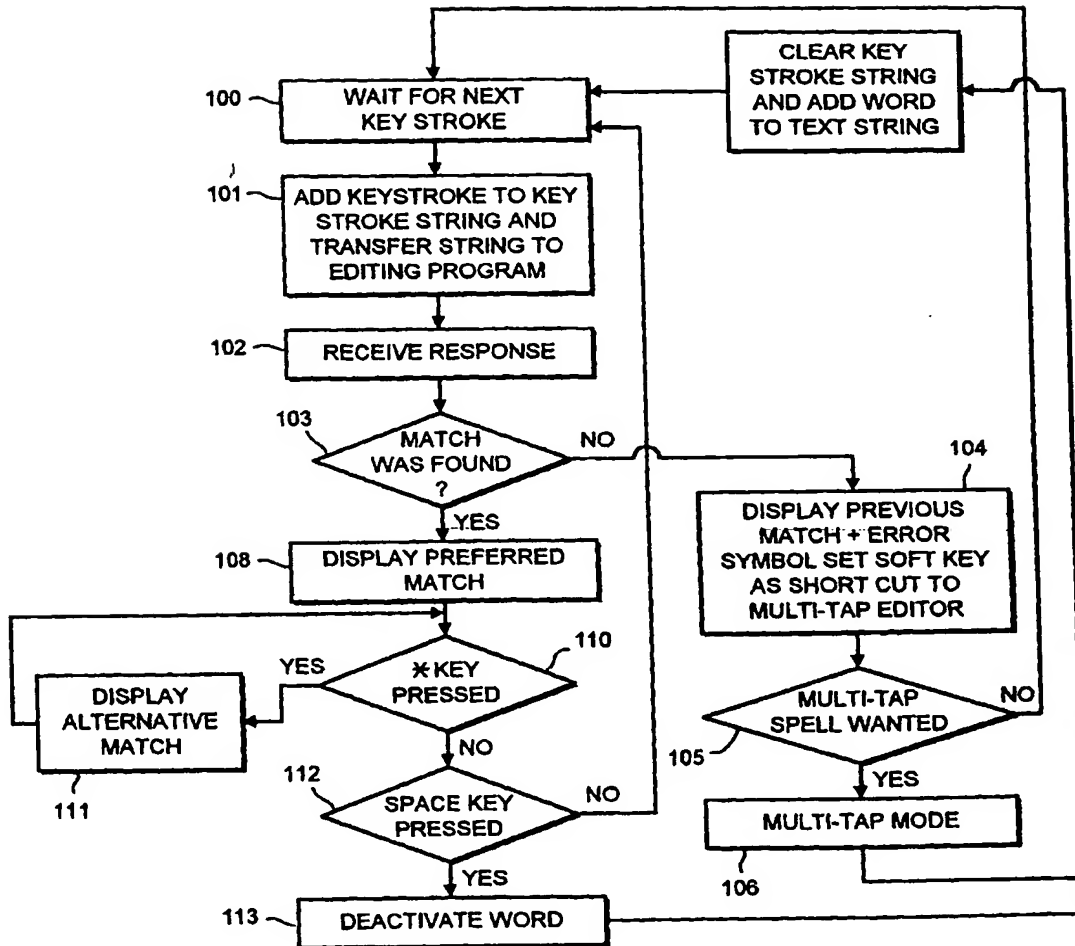 CLEAR KEY
STROKE STRING
AND ADD WORD
TO TEXT STRING
100
WAIT FOR NEXT
KEY STROKE
101
ADD KEYSTROKE TO KEY
STROKE STRING AND
TRANSFER STRING TO
EDITING PROGRAM
102
RECEIVE RESPONSE
103
MATCH
WAS FOUND
?
NO
YES
104
DISPLAY PREVIOUS
MATCH + ERROR
SYMBOL SET SOFT KEY
AS SHORT CUT TO
MULTI-TAP EDITOR
108
DISPLAY PREFERRED
MATCH
110
* KEY
PRESSED
YES
NO
DISPLAY
ALTERNATIVE
MATCH
111
105
MULTI-TAP
SPELL WANTED
NO
YES
112
SPACE KEY
PRESSED
NO
YES
MULTI-TAP MODE
106
113
DEACTIVATE WORD